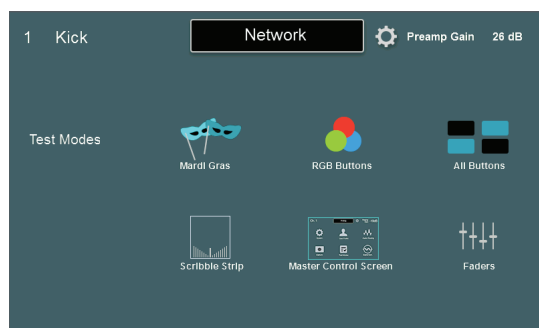 1 Kick Network Preamp Gain 26 dB
Test Modes
Mardi Gras RGB Buttons All Buttons
Scribble Strip Master Control Screen Faders